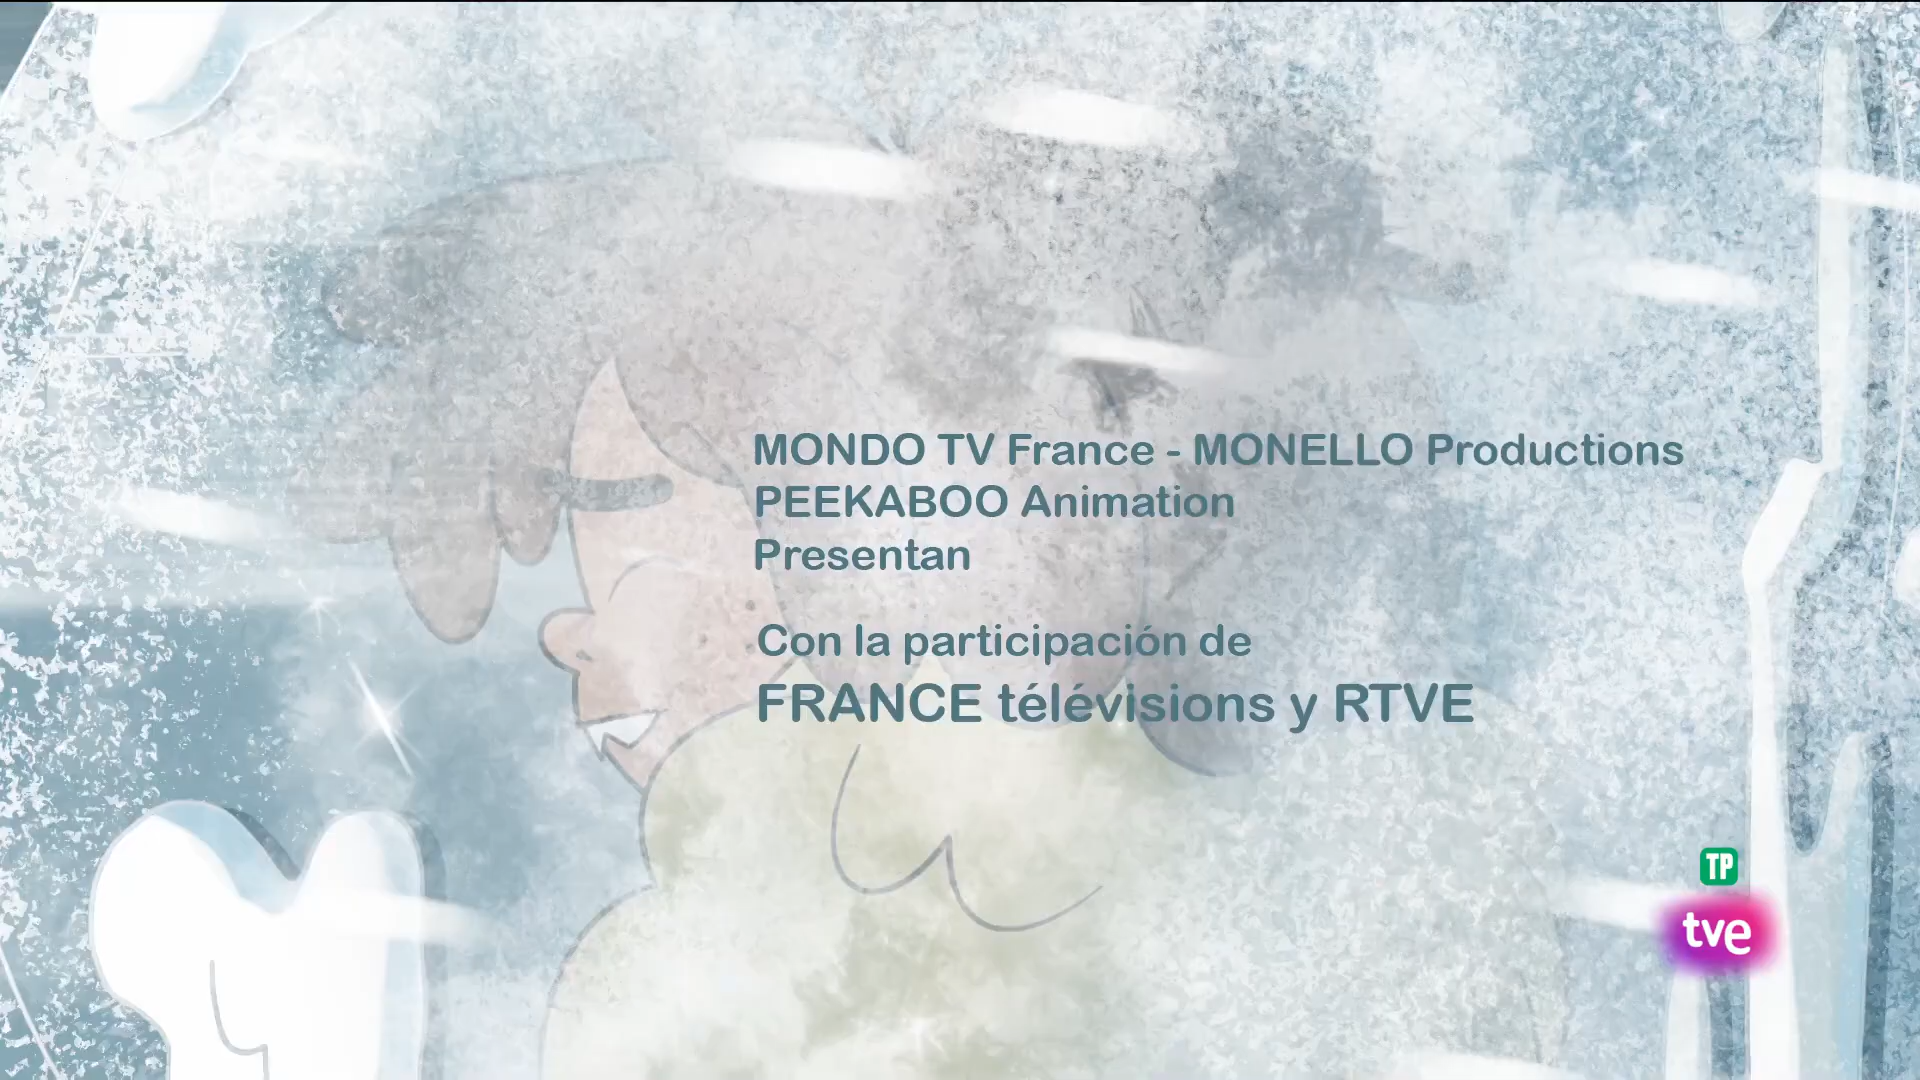 MONDO TV France - MONELLO Productions
PEEKABOO Animation
Presentan
Con la participación de
FRANCE télévisions y RTVE
TP
tve